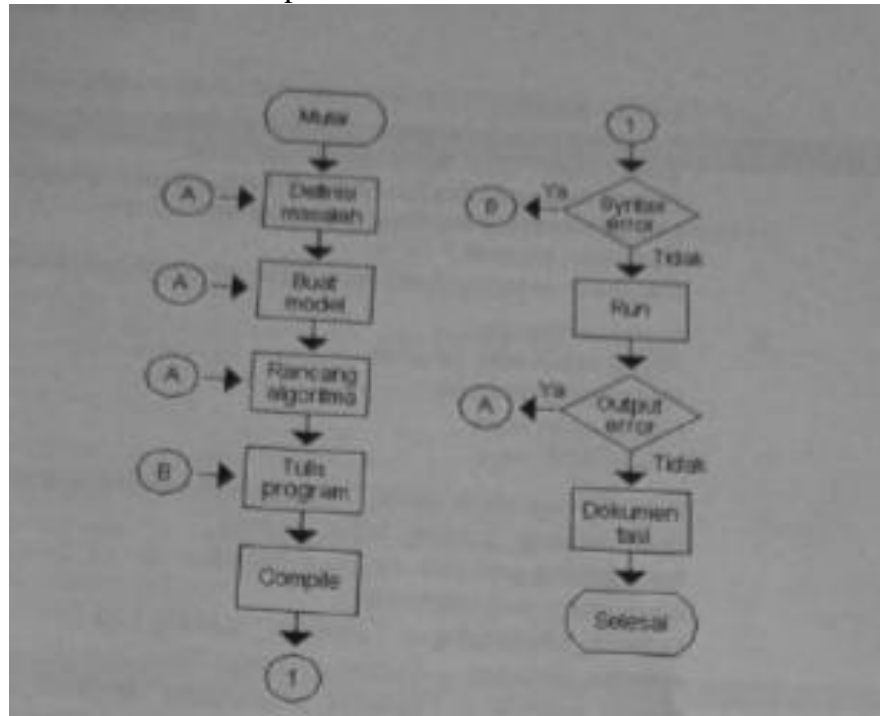 Mulai
A
Definisi
masalah
A
Buat
model
A
Rancang
algoritma
B
Tulis
program
Compile
1
1
Ya
B
Syntax
error
Tidak
Run
Ya
A
Output
error
Tidak
Dokumen
tasi
Selesai